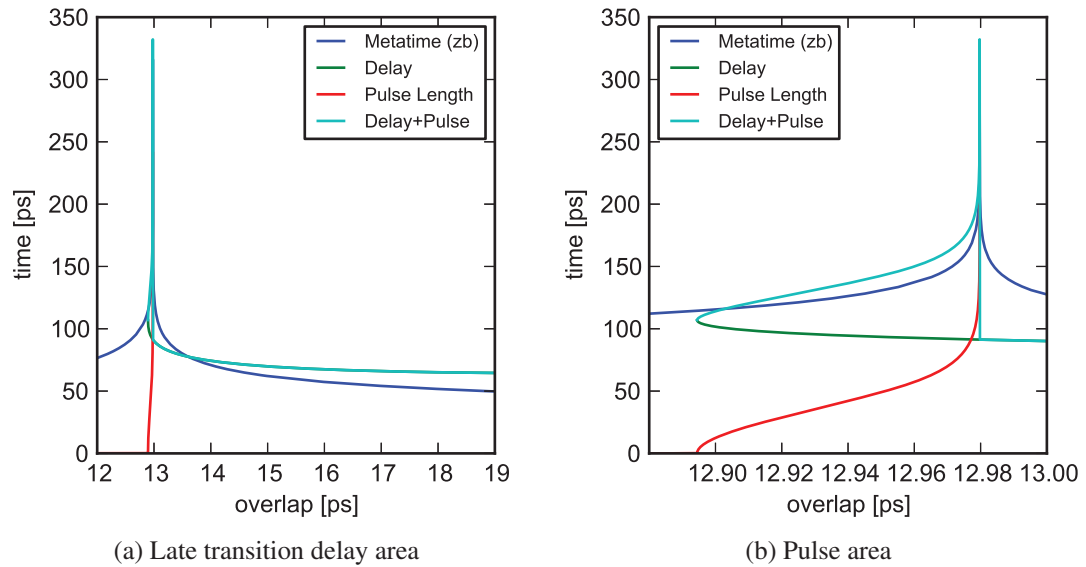 350
300
250
200
150
100
50
0
time [ps]
Metatime (zb)
Delay
Pulse Length
Delay+Pulse
12 13 14 15 16 17 18 19
overlap [ps]
(a) Late transition delay area
350
300
250
200
150
100
50
0
time [ps]
Metatime (zb)
Delay
Pulse Length
Delay+Pulse
12.90 12.92 12.94 12.96 12.98 13.00
overlap [ps]
(b) Pulse area